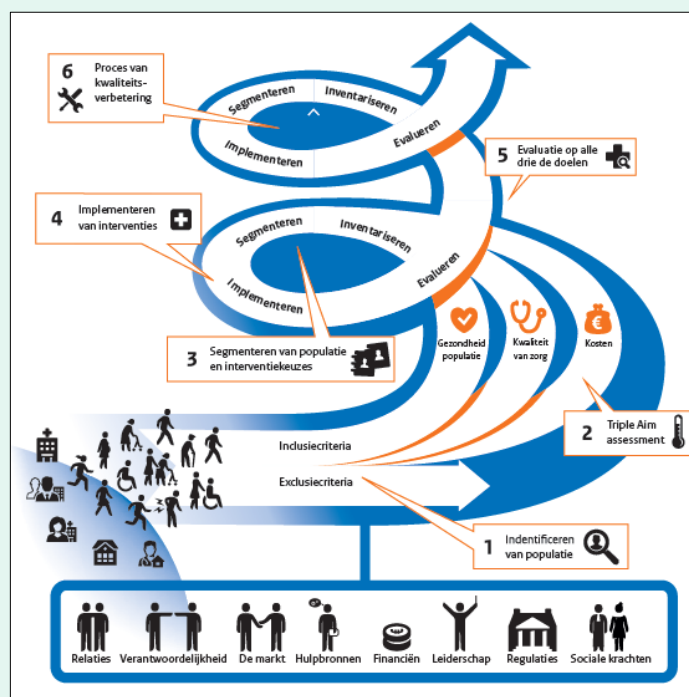 6 Proces van
kwaliteits-
verbetering
Segmenteren
Inventariseren
Implementeren
Evalueren
5 Evaluatie op alle
drie de doelen
4 Implementeren
van interventies
Segmenteren
Inventariseren
Implementeren
Evalueren
3 Segmenteren van populatie
en interventiekeuzes
Gezondheid
populatie
Kwaliteit
van zorg
Kosten
2 Triple Aim
assessment
Inclusiecriteria
Exclusiecriteria
1 Indentificeren
van populatie
Relaties Verantwoordelijkheid De markt Hulpbronnen Financiën Leiderschap Regulaties Sociale krachten